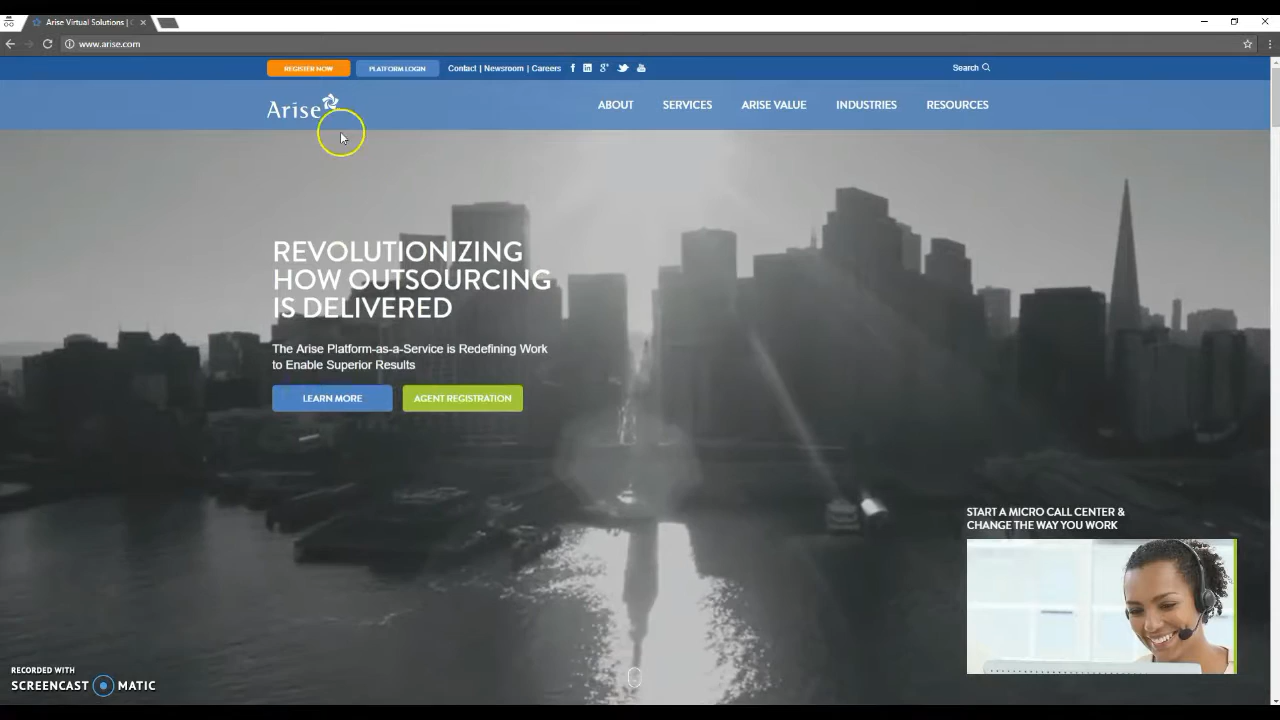 Arise Virtual Solutions |
www.arise.com
REGISTER NOW PLATFORM LOGIN Contact | Newsroom | Careers Search
Arise ABOUT SERVICES ARISE VALUE INDUSTRIES RESOURCES
REVOLUTIONIZING
HOW OUTSOURCING
IS DELIVERED
The Arise Platform-as-a-Service is Redefining Work
to Enable Superior Results
LEARN MORE AGENT REGISTRATION
START A MICRO CALL CENTER &
CHANGE THE WAY YOU WORK
RECORDED WITH
SCREENCAST MATIC